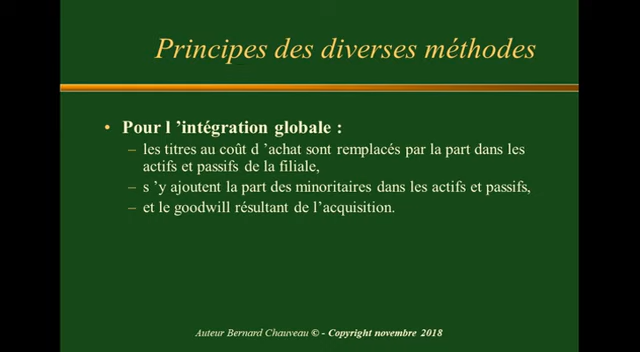 Principes des diverses méthodes
• Pour l ’intégration globale :
– les titres au coût d ’achat sont remplacés par la part dans les
actifs et passifs de la filiale,
– s ’y ajoutent la part des minoritaires dans les actifs et passifs,
– et le goodwill résultant de l’acquisition.
Auteur Bernard Chauveau © - Copyright novembre 2018